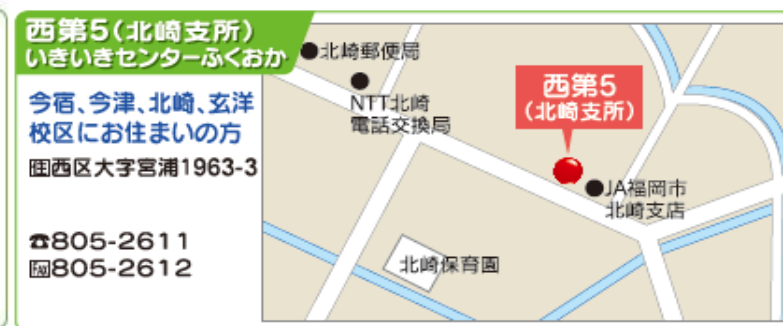 西第5(北崎支所)
いきいきセンターふくおか
今宿、今津、北崎、玄洋
校区にお住まいの方
住西区大字宮浦1963-3
☎805-2611
FAX805-2612
北崎郵便局
NTT北崎
電話交換局
西第5
(北崎支所)
JA福岡市
北崎支店
北崎保育園